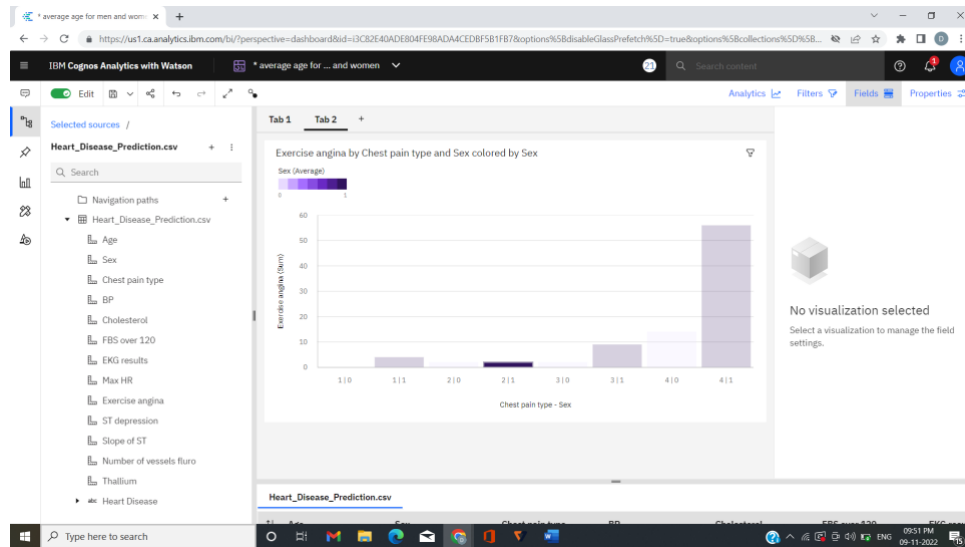 * average age for men and wom
https://us1.ca.analytics.ibm.com/bi/?perspective=dashboard&id=i3C82E40ADE804FE98ADA4CEDBF5B1FB7&options%5BdisableGlassPrefetch%5D=true&options%5Bcollections%5D%5B...
D
IBM Cognos Analytics with Watson
* average age for ... and women
21
Search content
Edit
Analytics
Filters
Fields
Properties
Selected sources /
Heart_Disease_Prediction.csv
Search
Navigation paths
Heart_Disease_Prediction.csv
Age
Sex
Chest pain type
BP
Cholesterol
FBS over 120
EKG results
Max HR
Exercise angina
ST depression
Slope of ST
Number of vessels fluro
Thallium
abc Heart Disease
Tab 1
Tab 2
Exercise angina by Chest pain type and Sex colored by Sex
Sex (Average)
0 1
Exercise angina (Sum)
60
50
40
30
20
10
0
1|0 1|1 2|0 2|1 3|0 3|1 4|0 4|1
Chest pain type - Sex
No visualization selected
Select a visualization to manage the field
settings.
Heart_Disease_Prediction.csv
Age Sex Chest pain type BP Cholesterol FBS over 120
Type here to search
ENG
09:51 PM
09-11-2022
15